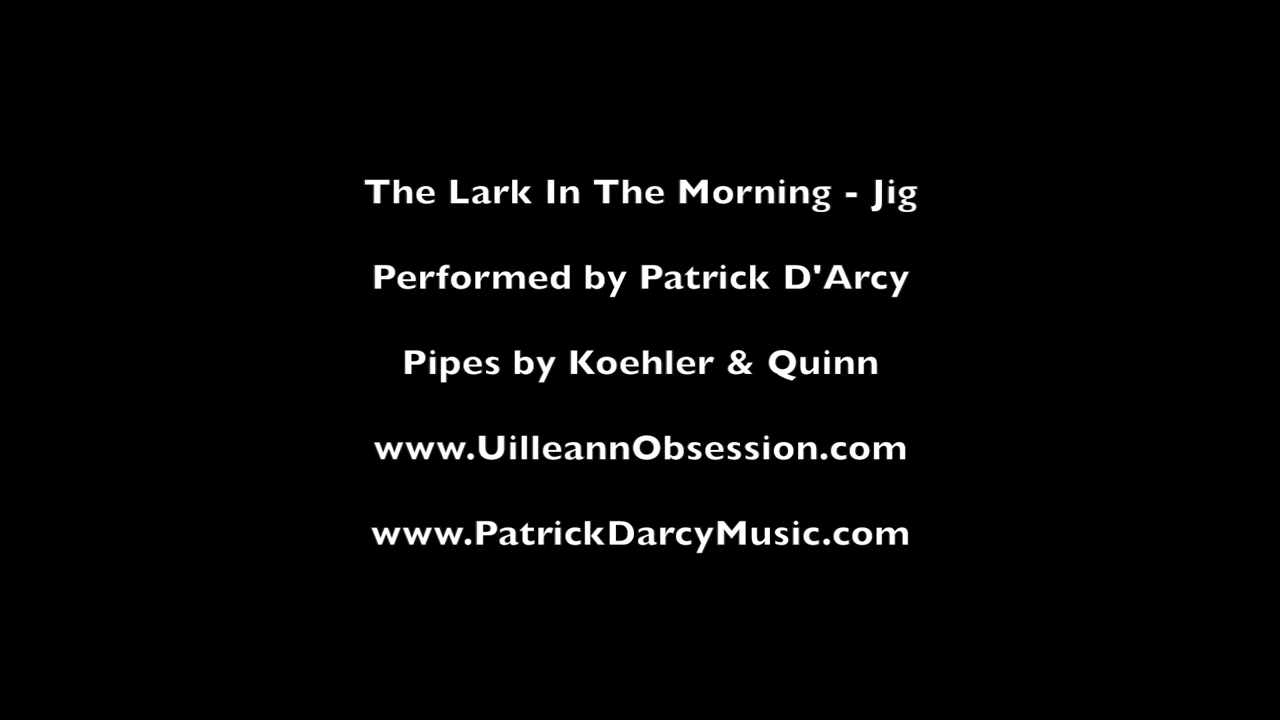 The Lark In The Morning - Jig
Performed by Patrick D'Arcy
Pipes by Koehler & Quinn
www.UilleannObsession.com
www.PatrickDarcyMusic.com